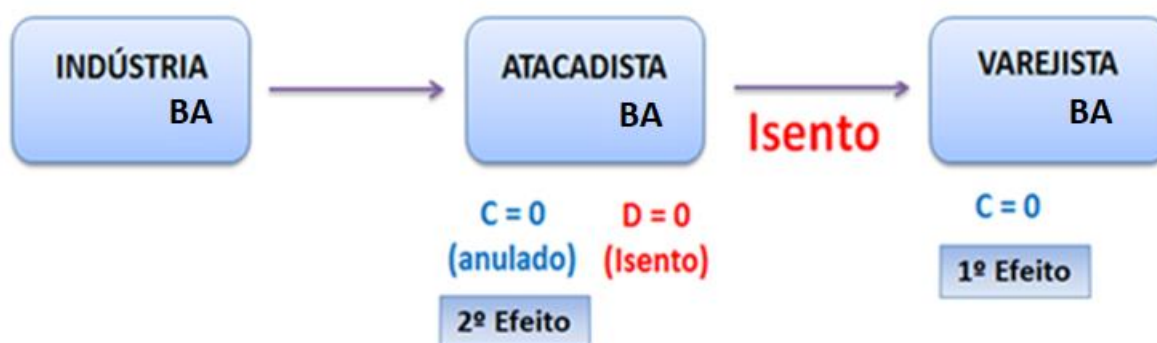 INDÚSTRIA
BA
ATACADISTA
BA
Isento
VAREJISTA
BA
C = 0
(anulado)
D = 0
(Isento)
2º Efeito
C = 0
1º Efeito